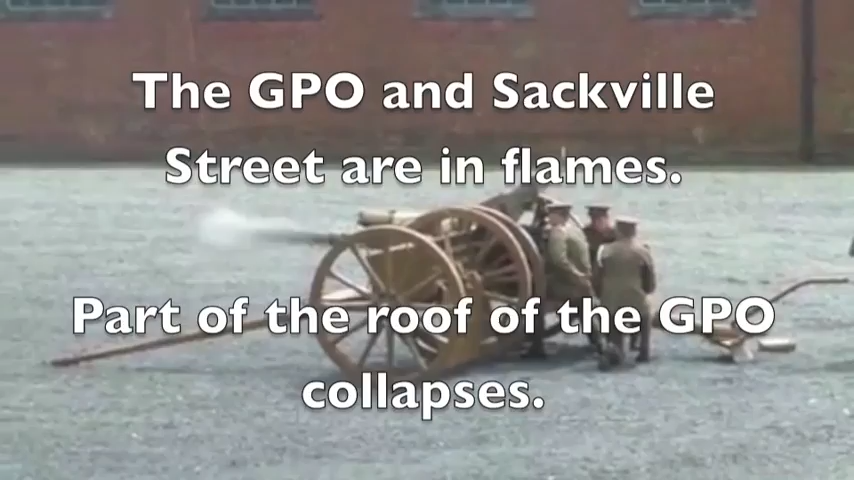 The GPO and Sackville
Street are in flames.
Part of the roof of the GPO
collapses.